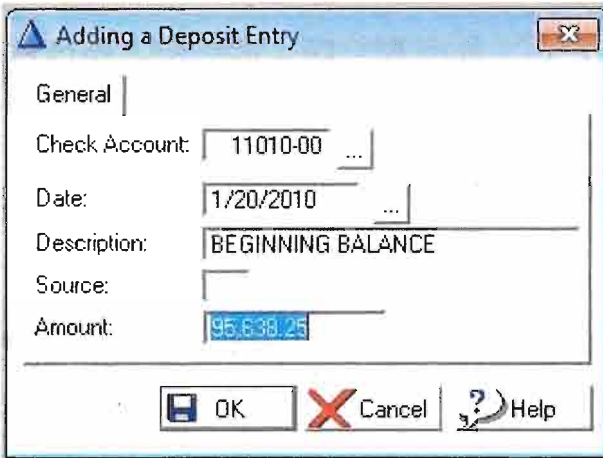 Adding a Deposit Entry
General
Check Account: 11010-00 ...
Date: 1/20/2010 ...
Description: BEGINNING BALANCE
Source:
Amount: 95,638.25
OK Cancel ? Help